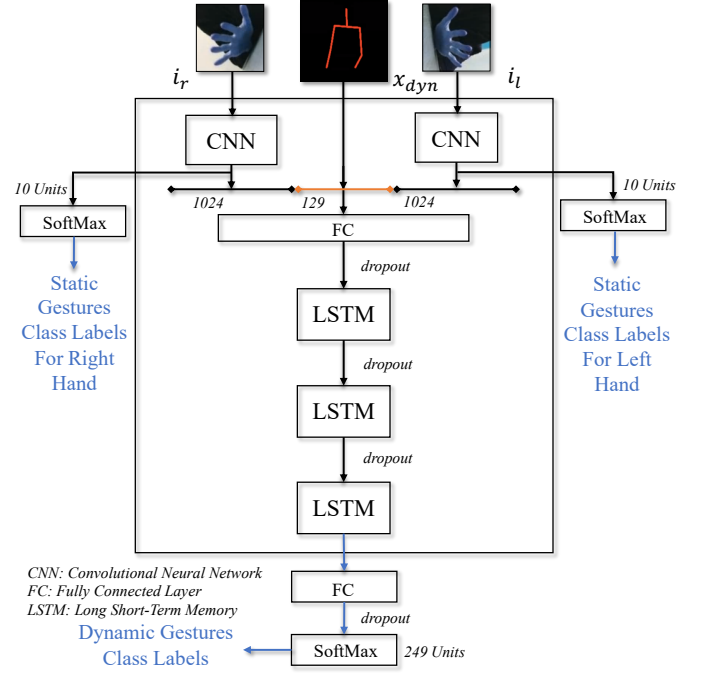 i_r
x_dyn
i_l
CNN
CNN
10 Units
10 Units
1024
129
1024
SoftMax
SoftMax
FC
dropout
Static
Gestures
Class Labels
For Right
Hand
Static
Gestures
Class Labels
For Left
Hand
LSTM
dropout
LSTM
dropout
LSTM
CNN: Convolutional Neural Network
FC: Fully Connected Layer
LSTM: Long Short-Term Memory
FC
dropout
Dynamic Gestures
Class Labels
SoftMax
249 Units